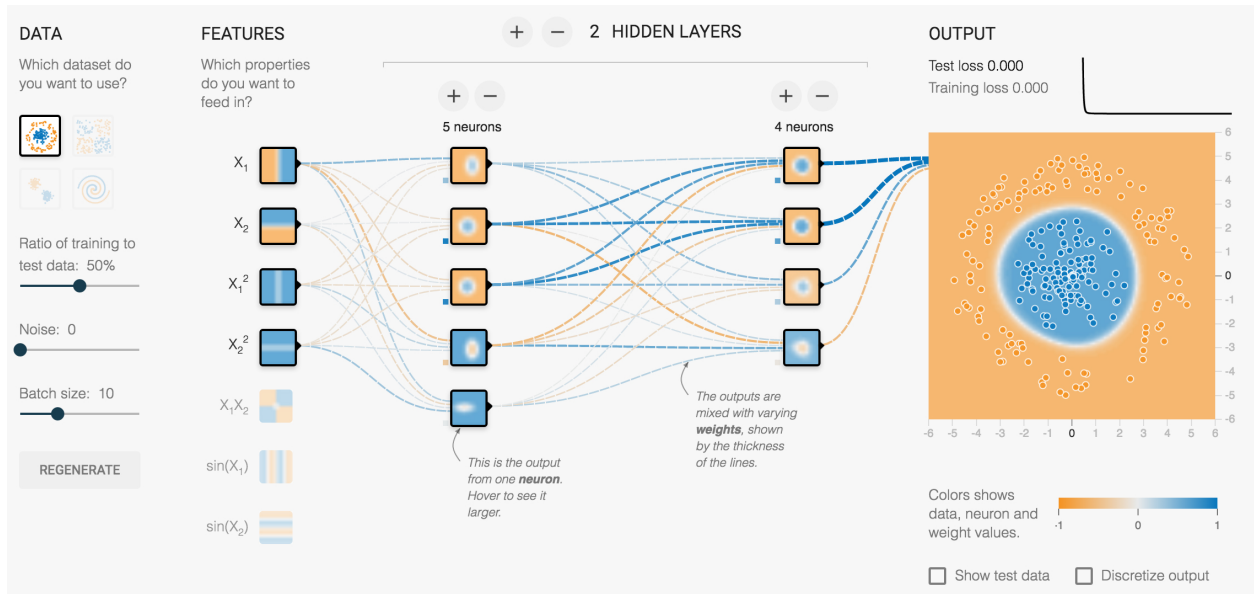 DATA
Which dataset do
you want to use?
Ratio of training to
test data: 50%
Noise: 0
Batch size: 10
REGENERATE
FEATURES
Which properties
do you want to
feed in?
X₁
X₂
X₁²
X₂²
X₁X₂
sin(X₁)
sin(X₂)
+ − 2 HIDDEN LAYERS
+ −
5 neurons
+ −
4 neurons
This is the output
from one neuron.
Hover to see it
larger.
The outputs are
mixed with varying
weights, shown
by the thickness
of the lines.
OUTPUT
Test loss 0.000
Training loss 0.000
6
5
4
3
2
1
0
-1
-2
-3
-4
-5
-6
-6 -5 -4 -3 -2 -1 0 1 2 3 4 5 6
Colors shows
data, neuron and
weight values.
-1 0 1
Show test data
Discretize output